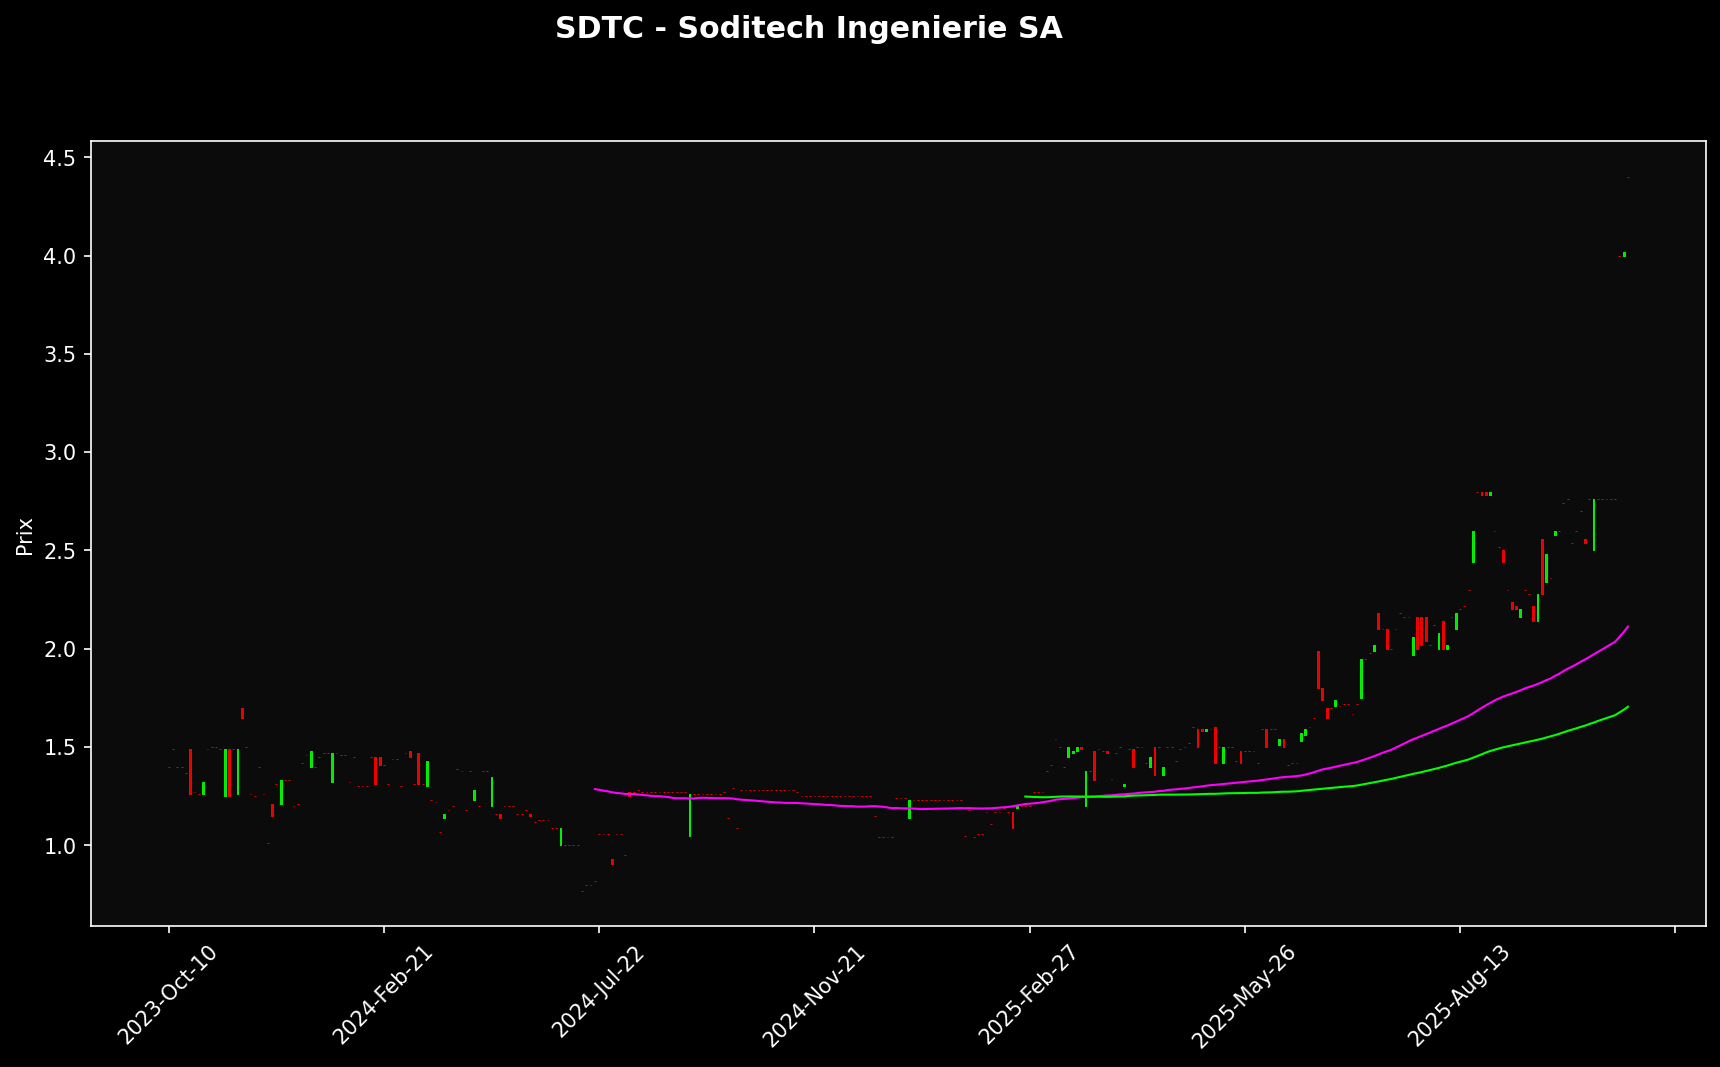 SDTC - Soditech Ingenierie SA
4.5
4.0
3.5
3.0
2.5
2.0
1.5
1.0
Prix
2023-Oct-10
2024-Feb-21
2024-Jul-22
2024-Nov-21
2025-Feb-27
2025-May-26
2025-Aug-13